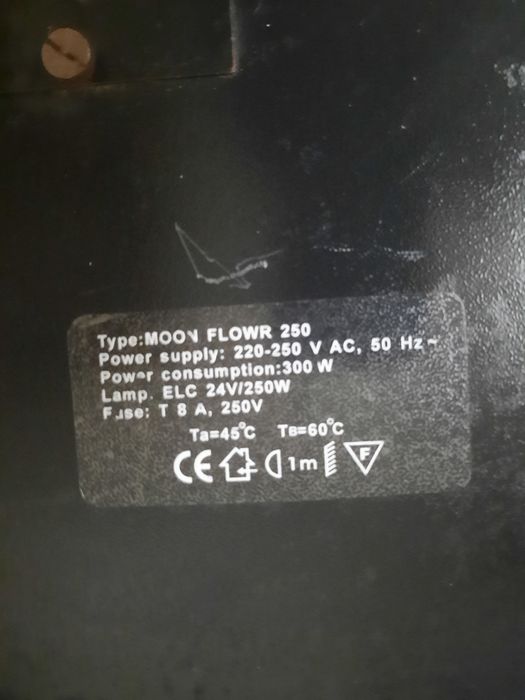 Type:MOON FLOWR 250
Power supply: 220-250 V AC, 50 Hz ~
Power consumption:300 W
Lamp. ELC 24V/250W
Fuse: T 8 A, 250V
Ta=45°C TB=60°C
CE 1m F